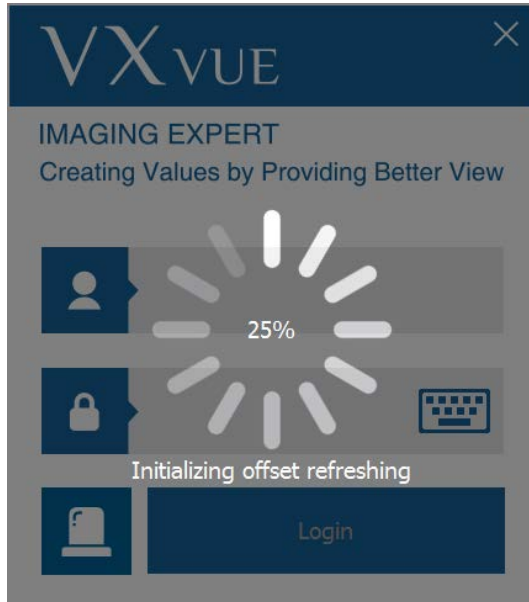 VXVUE
IMAGING EXPERT
Creating Values by Providing Better View
25%
Initializing offset refreshing
Login